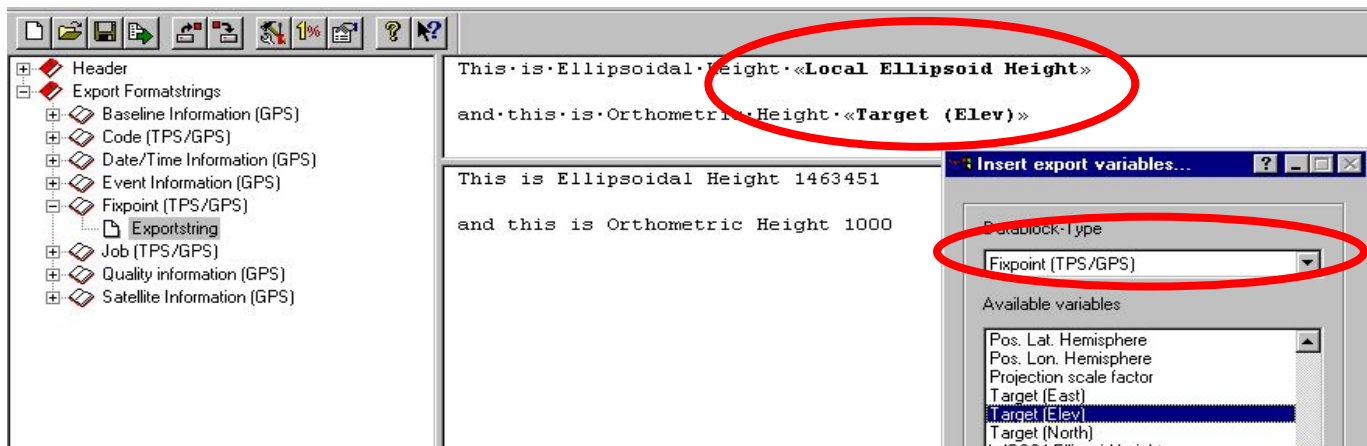 1%
?
?
Header
Export Formatstrings
Baseline Information (GPS)
Code (TPS/GPS)
Date/Time Information (GPS)
Event Information (GPS)
Fixpoint (TPS/GPS)
Exportstring
Job (TPS/GPS)
Quality information (GPS)
Satellite Information (GPS)
This·is·Ellipsoidal·Height·«Local Ellipsoid Height»
and·this·is·Orthometric·Height·«Target (Elev)»
This is Ellipsoidal Height 1463451
and this is Orthometric Height 1000
Insert export variables...
Datablock-Type
Fixpoint (TPS/GPS)
Available variables
Pos. Lat. Hemisphere
Pos. Lon. Hemisphere
Projection scale factor
Target (East)
Target (Elev)
Target (North)